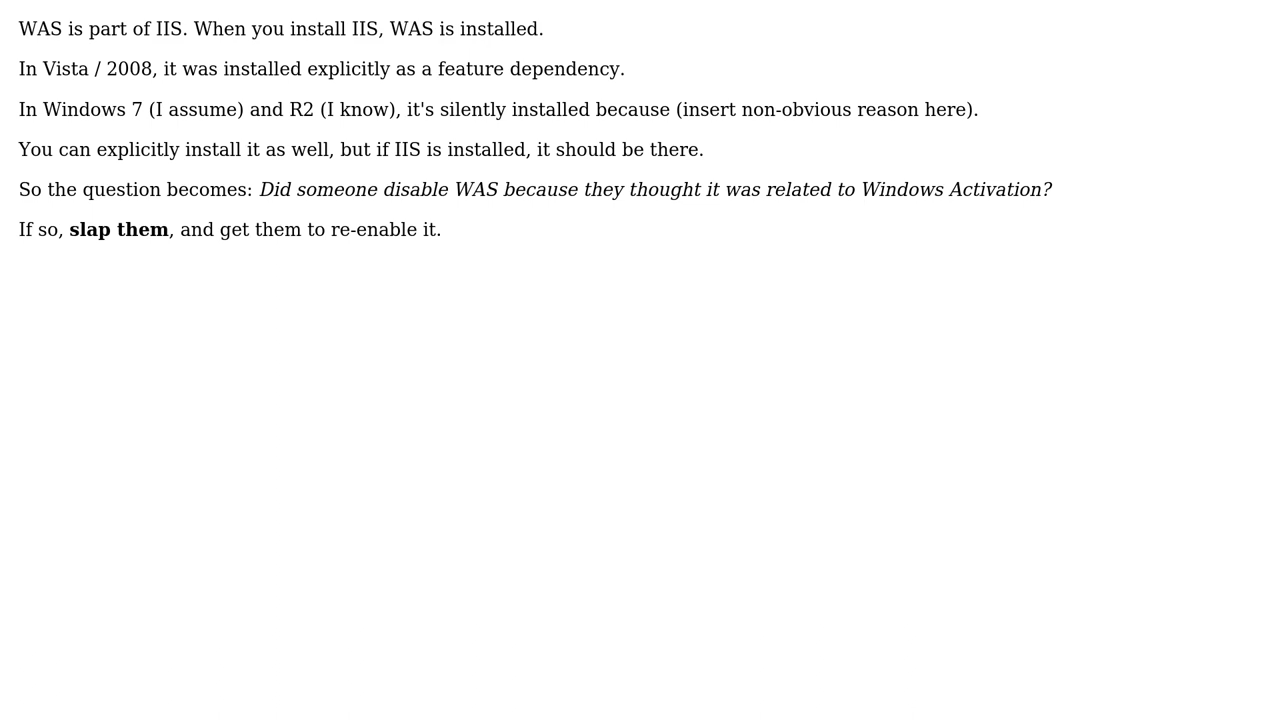 WAS is part of IIS. When you install IIS, WAS is installed.
In Vista / 2008, it was installed explicitly as a feature dependency.
In Windows 7 (I assume) and R2 (I know), it's silently installed because (insert non-obvious reason here).
You can explicitly install it as well, but if IIS is installed, it should be there.
So the question becomes: Did someone disable WAS because they thought it was related to Windows Activation?
If so, slap them, and get them to re-enable it.